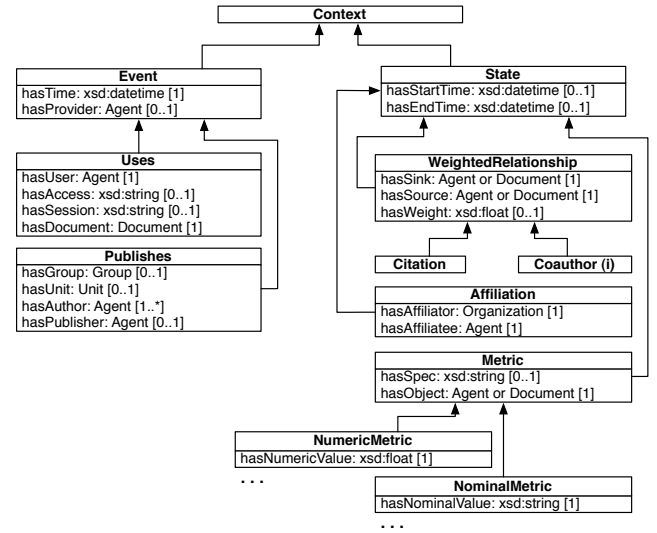 Context
Event
hasTime: xsd:datetime [1]
hasProvider: Agent [0..1]
State
hasStartTime: xsd:datetime [0..1]
hasEndTime: xsd:datetime [0..1]
Uses
hasUser: Agent [1]
hasAccess: xsd:string [0..1]
hasSession: xsd:string [0..1]
hasDocument: Document [1]
WeightedRelationship
hasSink: Agent or Document [1]
hasSource: Agent or Document [1]
hasWeight: xsd:float [0..1]
Publishes
hasGroup: Group [0..1]
hasUnit: Unit [0..1]
hasAuthor: Agent [1..*]
hasPublisher: Agent [0..1]
Citation
Coauthor (i)
Affiliation
hasAffiliator: Organization [1]
hasAffiliatee: Agent [1]
Metric
hasSpec: xsd:string [0..1]
hasObject: Agent or Document [1]
NumericMetric
hasNumericValue: xsd:float [1]
. . .
NominalMetric
hasNominalValue: xsd:string [1]
. . .